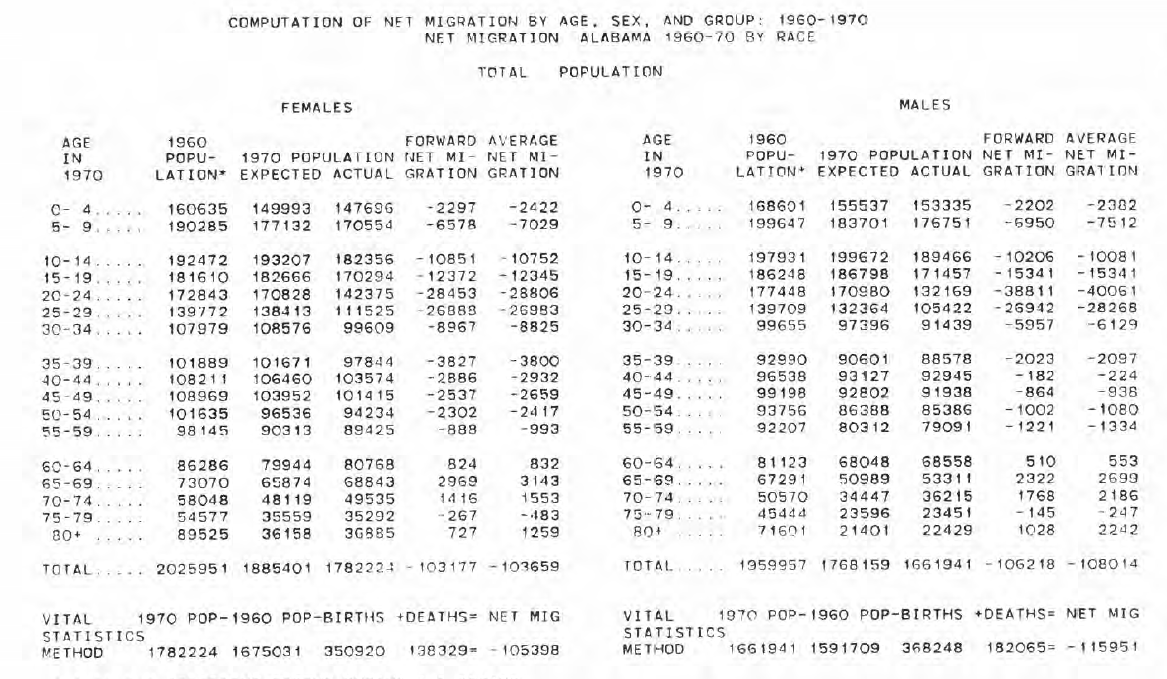 COMPUTATION OF NET MIGRATION BY AGE, SEX, AND GROUP: 1960-1970
NET MIGRATION ALABAMA 1960-70 BY RACE
TOTAL POPULATION
FEMALES
AGE 1960 FORWARD AVERAGE
IN POPU- 1970 POPULATION NET MI- NET MI-
1970 LATION* EXPECTED ACTUAL GRATION GRATION
0- 4..... 160635 149993 147696 -2297 -2422
5- 9..... 190285 177132 170554 -6578 -7029
10-14..... 192472 193207 182356 -10851 -10752
15-19..... 181610 182666 170294 -12372 -12345
20-24..... 172843 170828 142375 -28453 -28806
25-29..... 139772 138413 111525 -26888 -26983
30-34..... 107979 108576 99609 -8967 -8825
35-39..... 101889 101671 97844 -3827 -3800
40-44..... 108211 106460 103574 -2886 -2932
45-49..... 108969 103952 101415 -2537 -2659
50-54..... 101635 96536 94234 -2302 -2417
55-59..... 98145 90313 89425 -888 -993
60-64..... 86286 79944 80768 824 832
65-69..... 73070 65874 68843 2969 3143
70-74..... 58048 48119 49535 1416 1553
75-79..... 54577 35559 35292 -267 -483
80+ ..... 89525 36158 36885 727 1259
TOTAL..... 2025951 1885401 1782224 -103177 -103659
VITAL 1970 POP-1960 POP-BIRTHS +DEATHS= NET MIG
STATISTICS
METHOD 1782224 1675031 350920 138329= -105398
MALES
AGE 1960 FORWARD AVERAGE
IN POPU- 1970 POPULATION NET MI- NET MI-
1970 LATION* EXPECTED ACTUAL GRATION GRATION
0- 4..... 168601 155537 153335 -2202 -2382
5- 9..... 199647 183701 176751 -6950 -7512
10-14..... 197931 199672 189466 -10206 -10081
15-19..... 186248 186798 171457 -15341 -15341
20-24..... 177448 170980 132169 -38811 -40061
25-29..... 139709 132364 105422 -26942 -28268
30-34..... 99655 97396 91439 -5957 -6129
35-39..... 92990 90601 88578 -2023 -2097
40-44..... 96538 93127 92945 -182 -224
45-49..... 99198 92802 91938 -864 -938
50-54..... 93756 86388 85386 -1002 -1080
55-59..... 92207 80312 79091 -1221 -1334
60-64..... 81123 68048 68558 510 553
65-69..... 67291 50989 53311 2322 2699
70-74..... 50570 34447 36215 1768 2186
75-79..... 45444 23596 23451 -145 -247
80+ ..... 71601 21401 22429 1028 2242
TOTAL..... 1959957 1768159 1661941 -106218 -108014
VITAL 1970 POP-1960 POP-BIRTHS +DEATHS= NET MIG
STATISTICS
METHOD 1661941 1591709 368248 182065= -115951